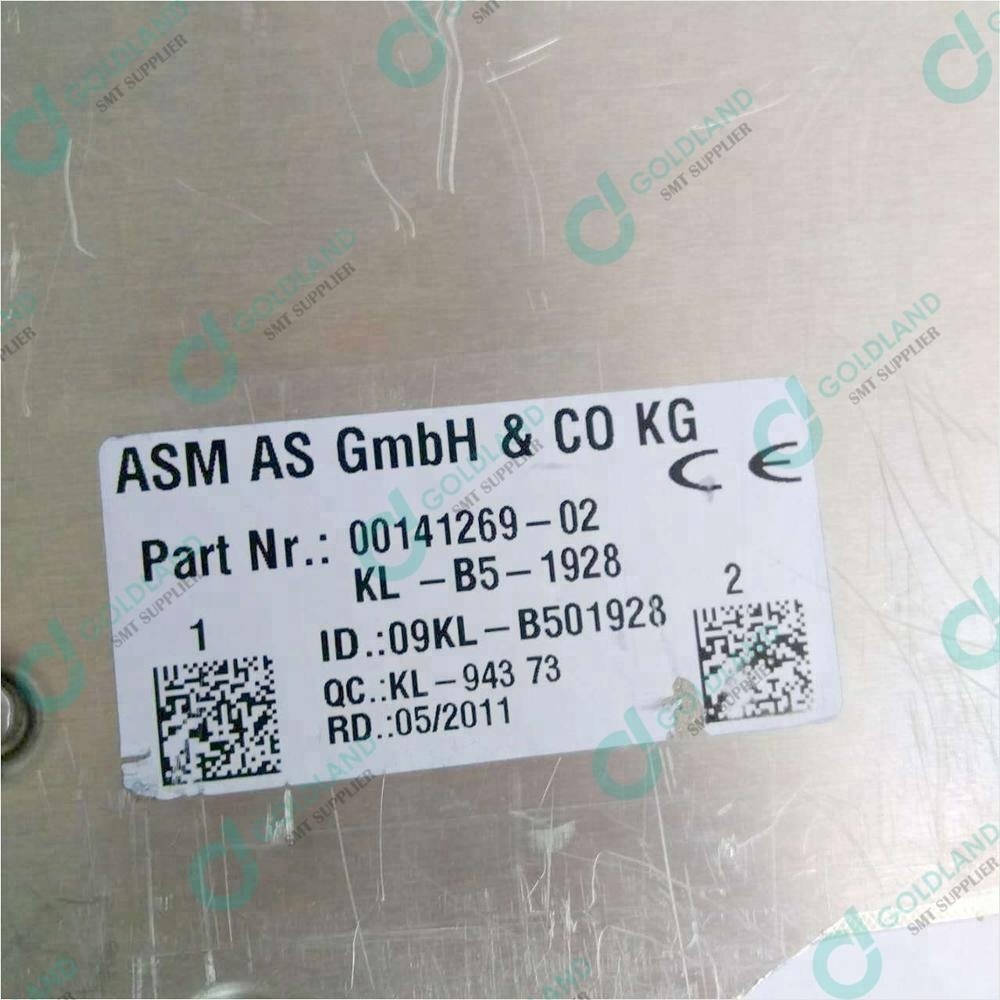 ASM AS GmbH & CO KG
CE
Part Nr.: 00141269-02
KL -B5-1928
1
2
ID.:09KL-B501928
QC.:KL-943 73
RD.:05/2011
GOLDLAND
SMT SUPPLIER